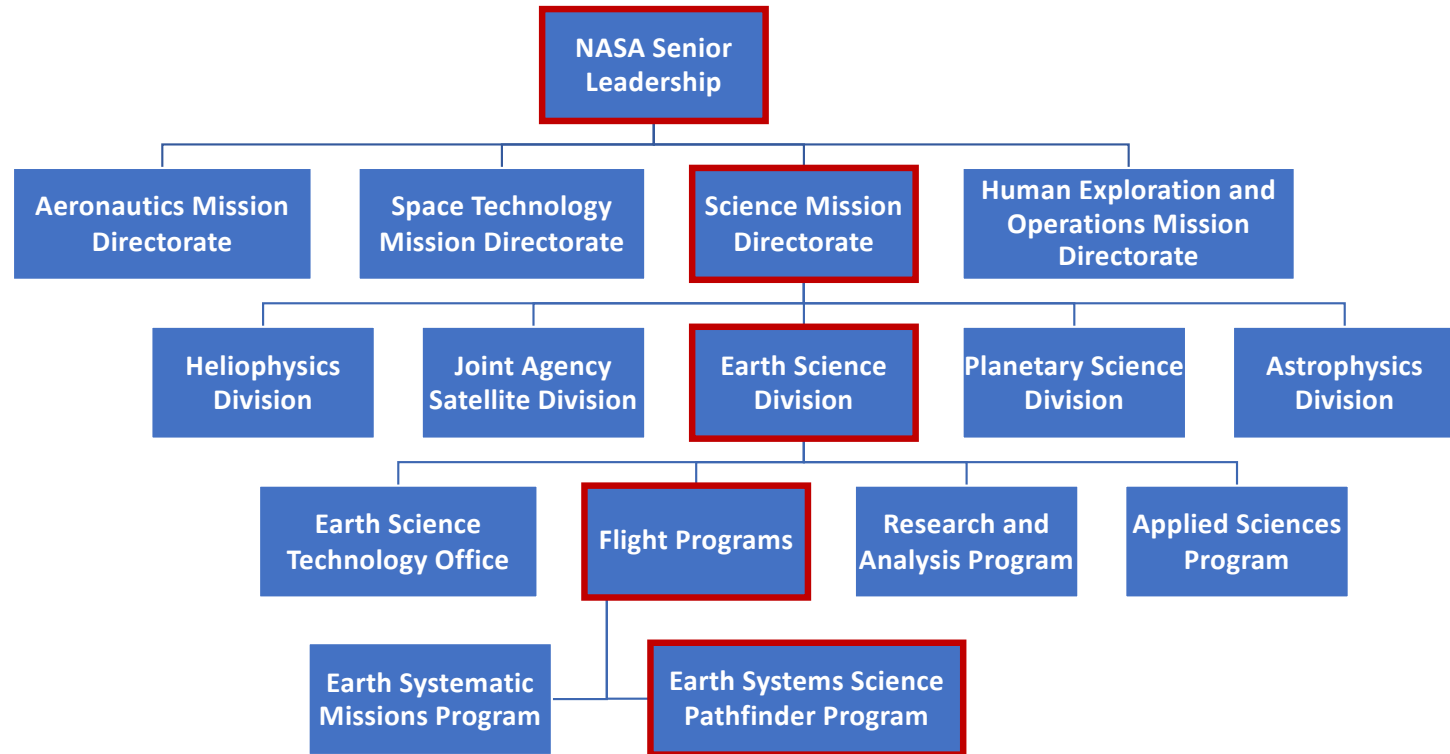 NASA Senior
Leadership
Aeronautics Mission
Directorate
Space Technology
Mission Directorate
Science Mission
Directorate
Human Exploration and
Operations Mission
Directorate
Heliophysics
Division
Joint Agency
Satellite Division
Earth Science
Division
Planetary Science
Division
Astrophysics
Division
Earth Science
Technology Office
Flight Programs
Research and
Analysis Program
Applied Sciences
Program
Earth Systematic
Missions Program
Earth Systems Science
Pathfinder Program